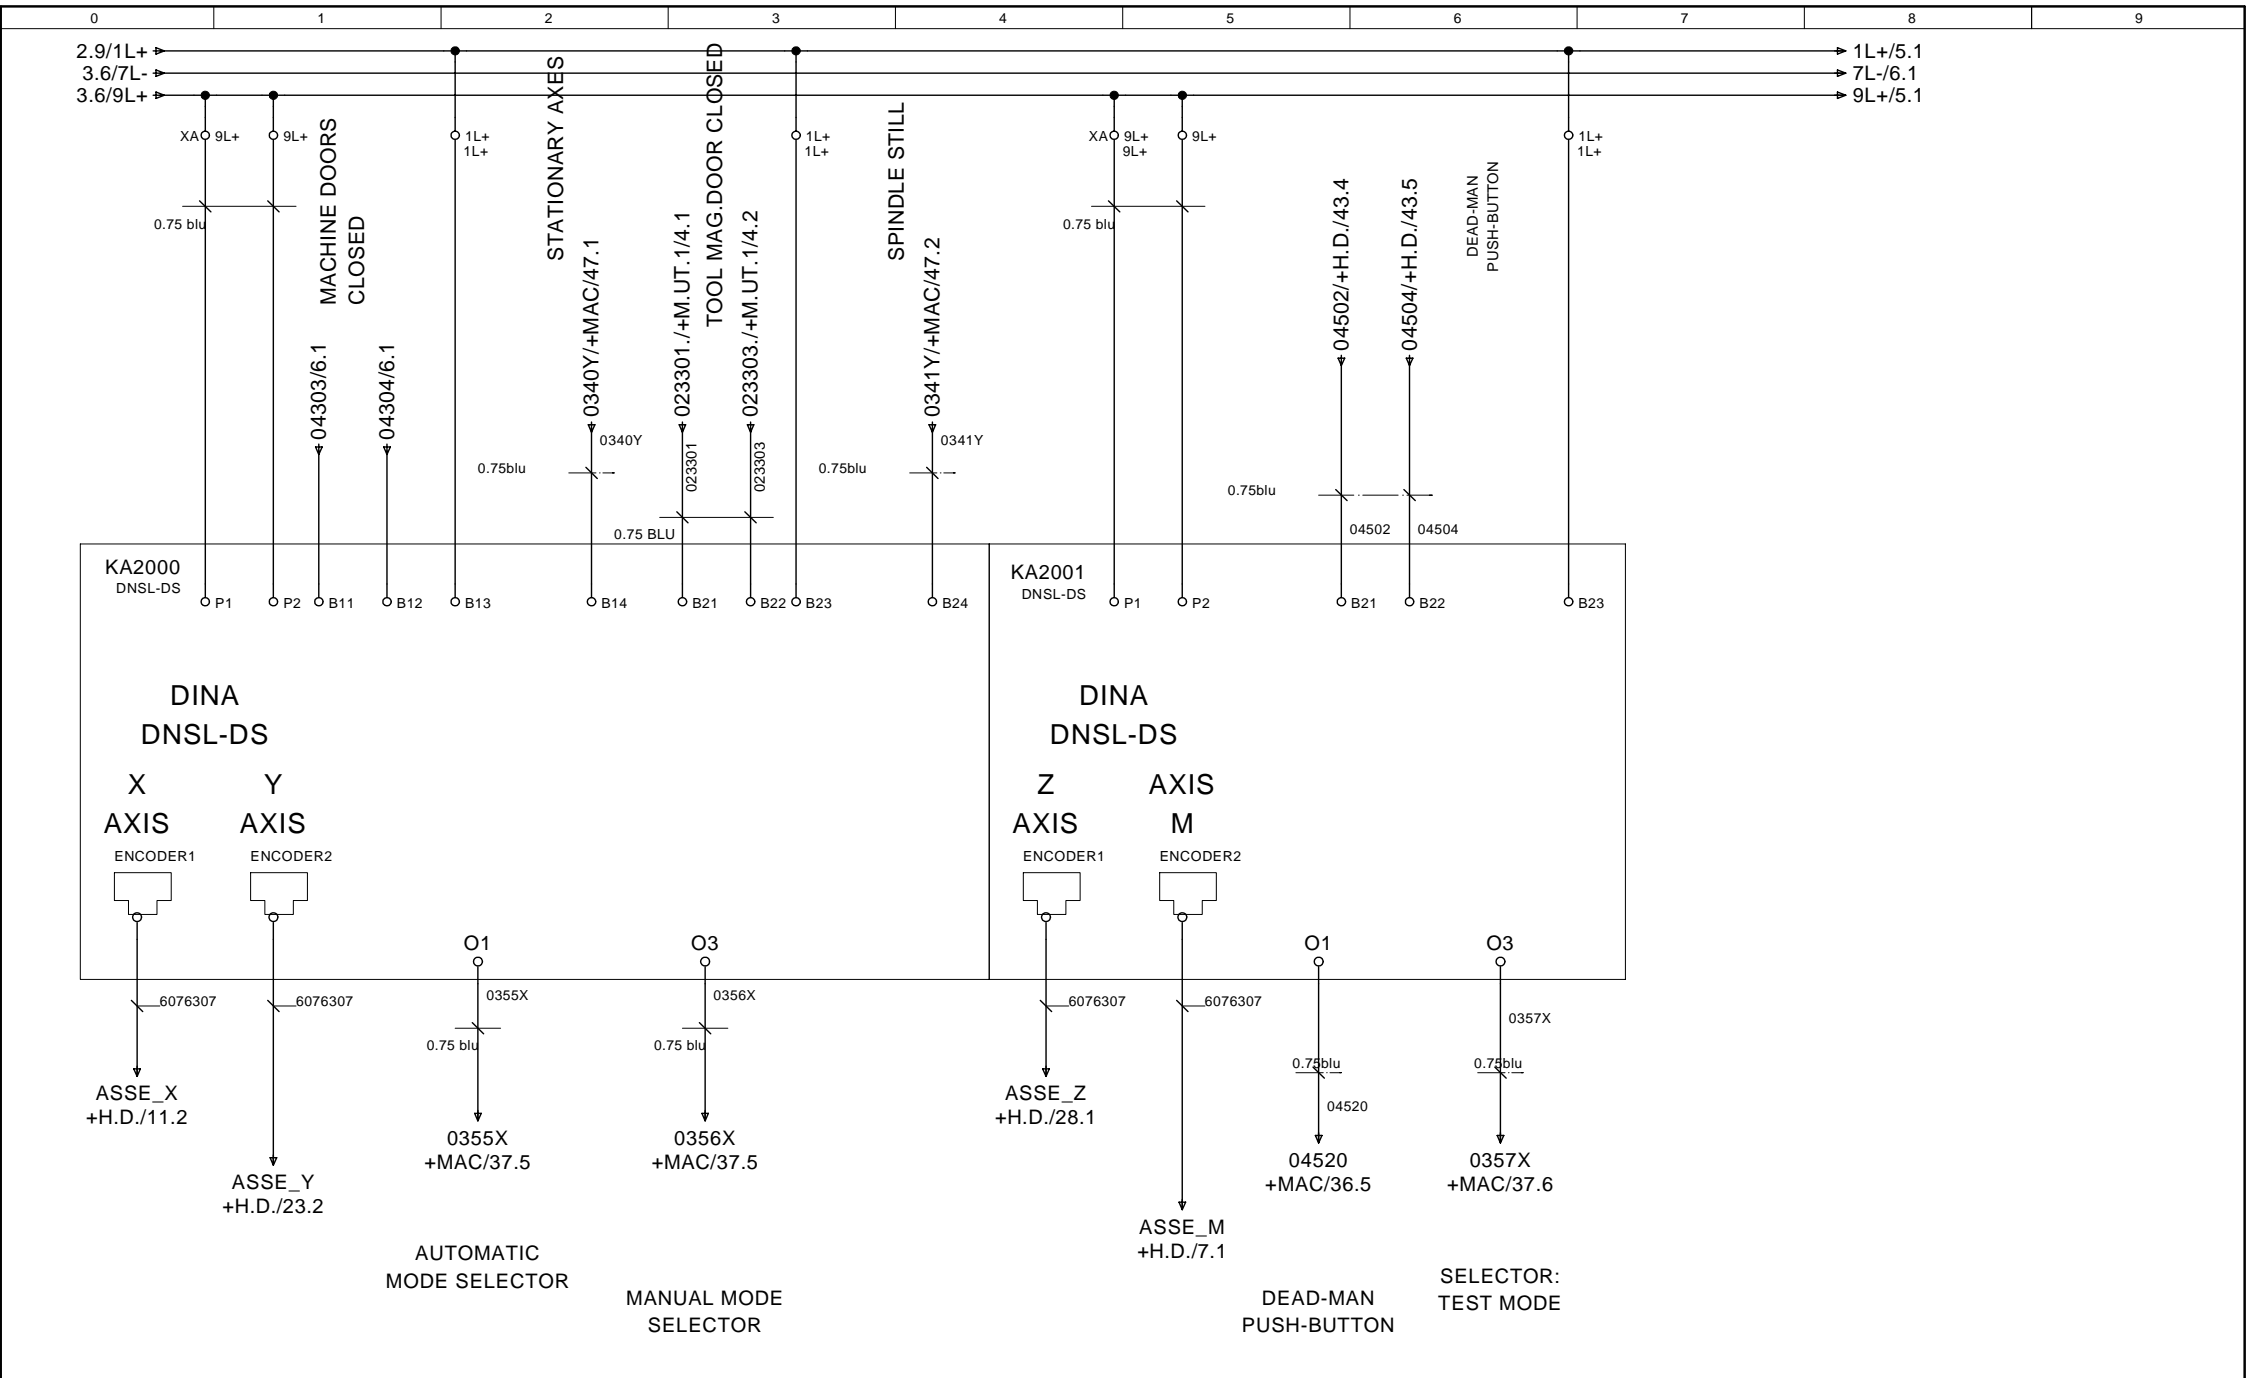 0 1 2 3 4 5 6 7 8 9
2.9/1L+
3.6/7L-
3.6/9L+
1L+/5.1
7L-/6.1
9L+/5.1
XA 9L+
9L+
1L+
1L+
1L+
1L+
XA 9L+
9L+
9L+
1L+
1L+
0.75 blu
MACHINE DOORS
CLOSED
04303/6.1
04304/6.1
STATIONARY AXES
0340Y/+MAC/47.1
0340Y
0.75blu
023301./+M.UT.1/4.1
TOOL MAG.DOOR CLOSED
023303./+M.UT.1/4.2
023301
023303
0.75 BLU
SPINDLE STILL
0341Y/+MAC/47.2
0341Y
0.75blu
0.75 blu
04502/+H.D./43.4
04504/+H.D./43.5
DEAD-MAN
PUSH-BUTTON
0.75blu
04502
04504
KA2000
DNSL-DS
P1 P2 B11 B12 B13 B14 B21 B22 B23 B24
KA2001
DNSL-DS
P1 P2 B21 B22 B23
DINA
DNSL-DS
X
AXIS
ENCODER1
Y
AXIS
ENCODER2
DINA
DNSL-DS
Z
AXIS
ENCODER1
AXIS
M
ENCODER2
O1
O3
O1
O3
6076307
6076307
0355X
0.75 blu
0356X
0.75 blu
6076307
6076307
0.75blu
04520
0357X
0.75blu
ASSE_X
+H.D./11.2
ASSE_Y
+H.D./23.2
0355X
+MAC/37.5
0356X
+MAC/37.5
ASSE_Z
+H.D./28.1
ASSE_M
+H.D./7.1
04520
+MAC/36.5
0357X
+MAC/37.6
AUTOMATIC
MODE SELECTOR
MANUAL MODE
SELECTOR
DEAD-MAN
PUSH-BUTTON
SELECTOR:
TEST MODE